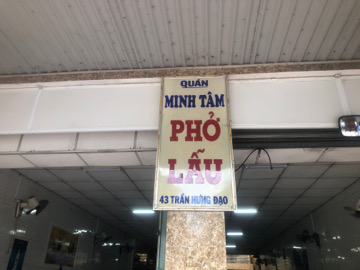 QUÁN
MINH TÂM
PHỞ
LẨU
43 TRẦN HƯNG ĐẠO